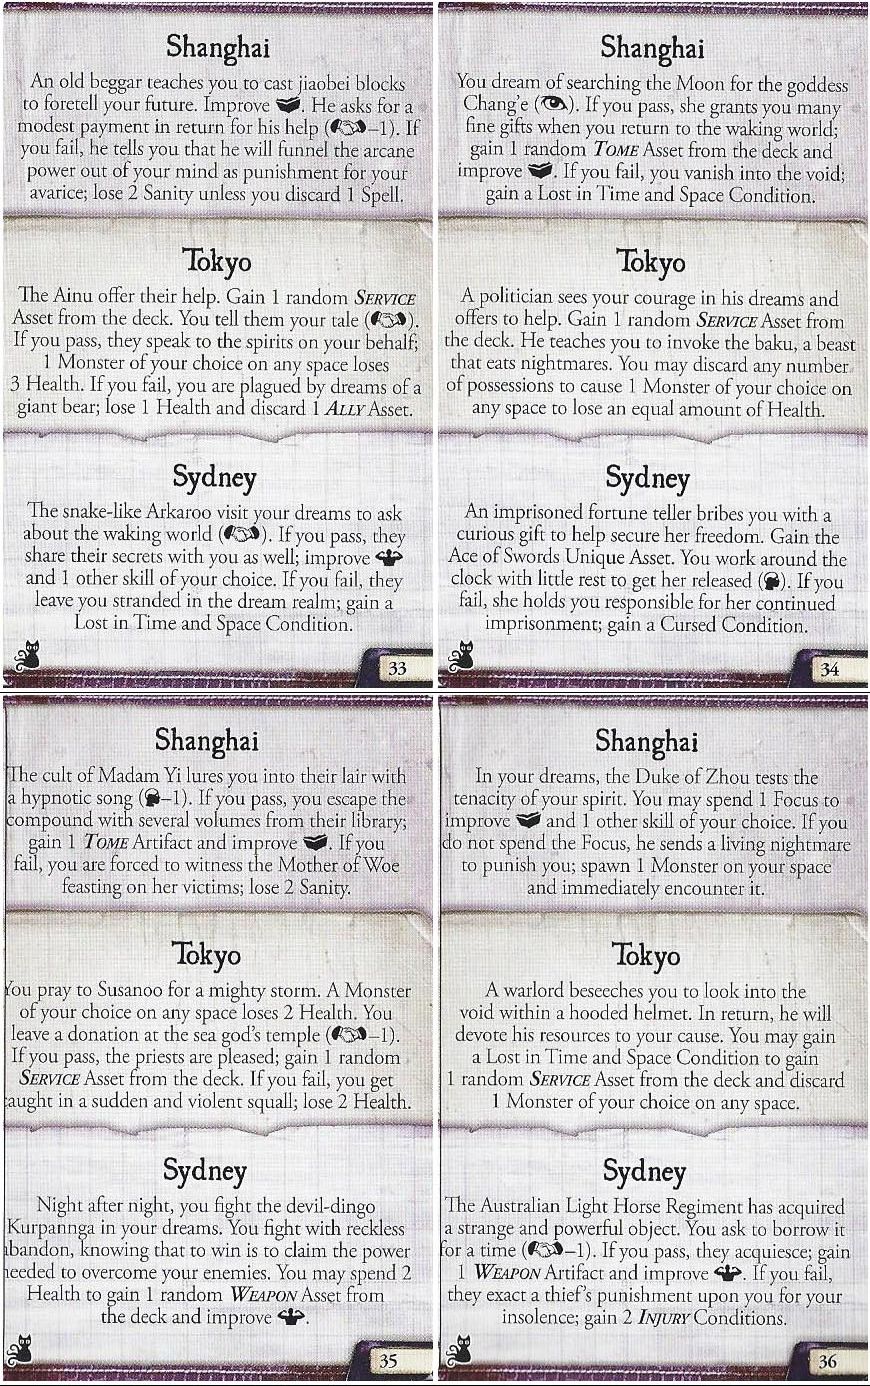 Shanghai
An old beggar teaches you to cast jiaobei blocks
to foretell your future. Improve . He asks for a
modest payment in return for his help (–1). If
you fail, he tells you that he will funnel the arcane
power out of your mind as punishment for your
avarice; lose 2 Sanity unless you discard 1 Spell.
Tokyo
The Ainu offer their help. Gain 1 random SERVICE
Asset from the deck. You tell them your tale ().
If you pass, they speak to the spirits on your behalf;
1 Monster of your choice on any space loses
3 Health. If you fail, you are plagued by dreams of a
giant bear; lose 1 Health and discard 1 ALLY Asset.
Sydney
The snake-like Arkaroo visit your dreams to ask
about the waking world (). If you pass, they
share their secrets with you as well; improve
and 1 other skill of your choice. If you fail, they
leave you stranded in the dream realm; gain a
Lost in Time and Space Condition.
33
Shanghai
You dream of searching the Moon for the goddess
Chang'e (). If you pass, she grants you many
fine gifts when you return to the waking world;
gain 1 random TOME Asset from the deck and
improve . If you fail, you vanish into the void;
gain a Lost in Time and Space Condition.
Tokyo
A politician sees your courage in his dreams and
offers to help. Gain 1 random SERVICE Asset from
the deck. He teaches you to invoke the baku, a beast
that eats nightmares. You may discard any number
of possessions to cause 1 Monster of your choice on
any space to lose an equal amount of Health.
Sydney
An imprisoned fortune teller bribes you with a
curious gift to help secure her freedom. Gain the
Ace of Swords Unique Asset. You work around the
clock with little rest to get her released (). If you
fail, she holds you responsible for her continued
imprisonment; gain a Cursed Condition.
34
Shanghai
The cult of Madam Yi lures you into their lair with
a hypnotic song (–1). If you pass, you escape the
compound with several volumes from their library;
gain 1 TOME Artifact and improve . If you
fail, you are forced to witness the Mother of Woe
feasting on her victims; lose 2 Sanity.
Tokyo
You pray to Susanoo for a mighty storm. A Monster
of your choice on any space loses 2 Health. You
leave a donation at the sea god's temple (–1).
If you pass, the priests are pleased; gain 1 random
SERVICE Asset from the deck. If you fail, you get
caught in a sudden and violent squall; lose 2 Health.
Sydney
Night after night, you fight the devil-dingo
Kurpannga in your dreams. You fight with reckless
abandon, knowing that to win is to claim the power
needed to overcome your enemies. You may spend 2
Health to gain 1 random WEAPON Asset from
the deck and improve .
35
Shanghai
In your dreams, the Duke of Zhou tests the
tenacity of your spirit. You may spend 1 Focus to
improve and 1 other skill of your choice. If you
do not spend the Focus, he sends a living nightmare
to punish you; spawn 1 Monster on your space
and immediately encounter it.
Tokyo
A warlord beseeches you to look into the
void within a hooded helmet. In return, he will
devote his resources to your cause. You may gain
a Lost in Time and Space Condition to gain
1 random SERVICE Asset from the deck and discard
1 Monster of your choice on any space.
Sydney
The Australian Light Horse Regiment has acquired
a strange and powerful object. You ask to borrow it
for a time (–1). If you pass, they acquiesce; gain
1 WEAPON Artifact and improve . If you fail,
they exact a thief's punishment upon you for your
insolence; gain 2 INJURY Conditions.
36